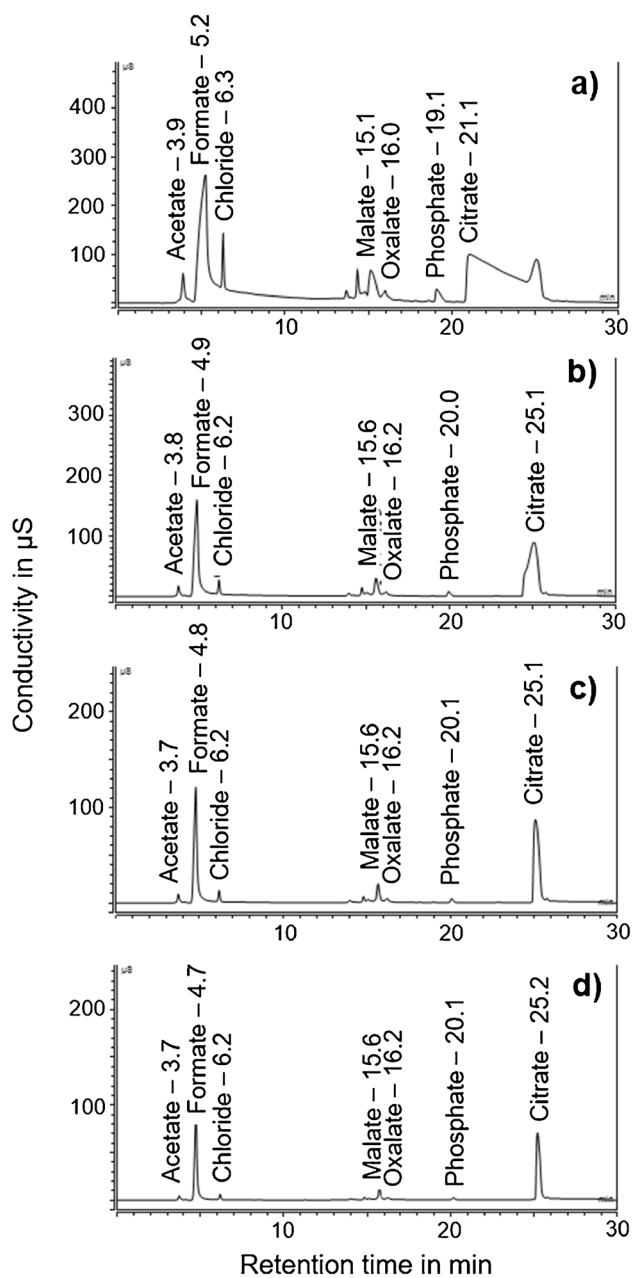 Conductivity in µS
µS
a)
400
300
200
100
Acetate – 3.9
Formate – 5.2
Chloride – 6.3
Malate – 15.1
Oxalate – 16.0
Phosphate – 19.1
Citrate – 21.1
min
10
20
30
µS
b)
300
200
100
Acetate – 3.8
Formate – 4.9
Chloride – 6.2
Malate – 15.6
Oxalate – 16.2
Phosphate – 20.0
Citrate – 25.1
min
10
20
30
µS
c)
200
100
Acetate – 3.7
Formate – 4.8
Chloride – 6.2
Malate – 15.6
Oxalate – 16.2
Phosphate – 20.1
Citrate – 25.1
min
10
20
30
µS
d)
200
100
Acetate – 3.7
Formate – 4.7
Chloride – 6.2
Malate – 15.6
Oxalate – 16.2
Phosphate – 20.1
Citrate – 25.2
min
10
20
30
Retention time in min